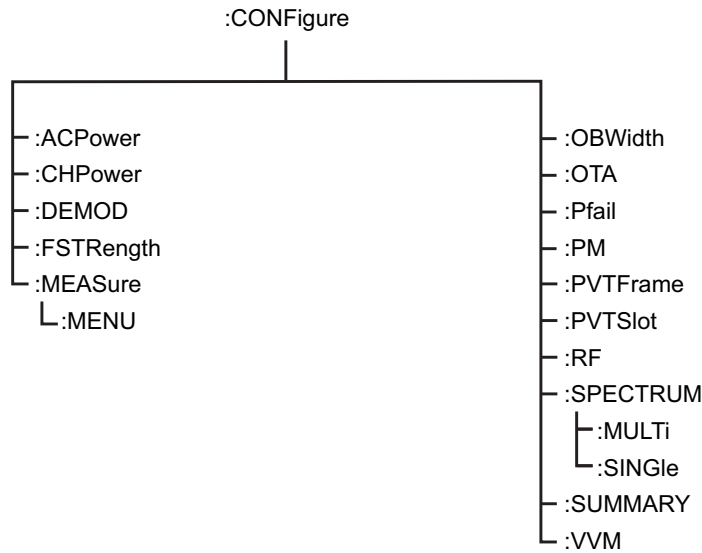 :CONFigure
:ACPower
:CHPower
:DEMOD
:FSTRength
:MEASure
:MENU
:OBWidth
:OTA
:Pfail
:PM
:PVTFrame
:PVTSlot
:RF
:SPECTRUM
:MULTi
:SINGle
:SUMMARY
:VVM